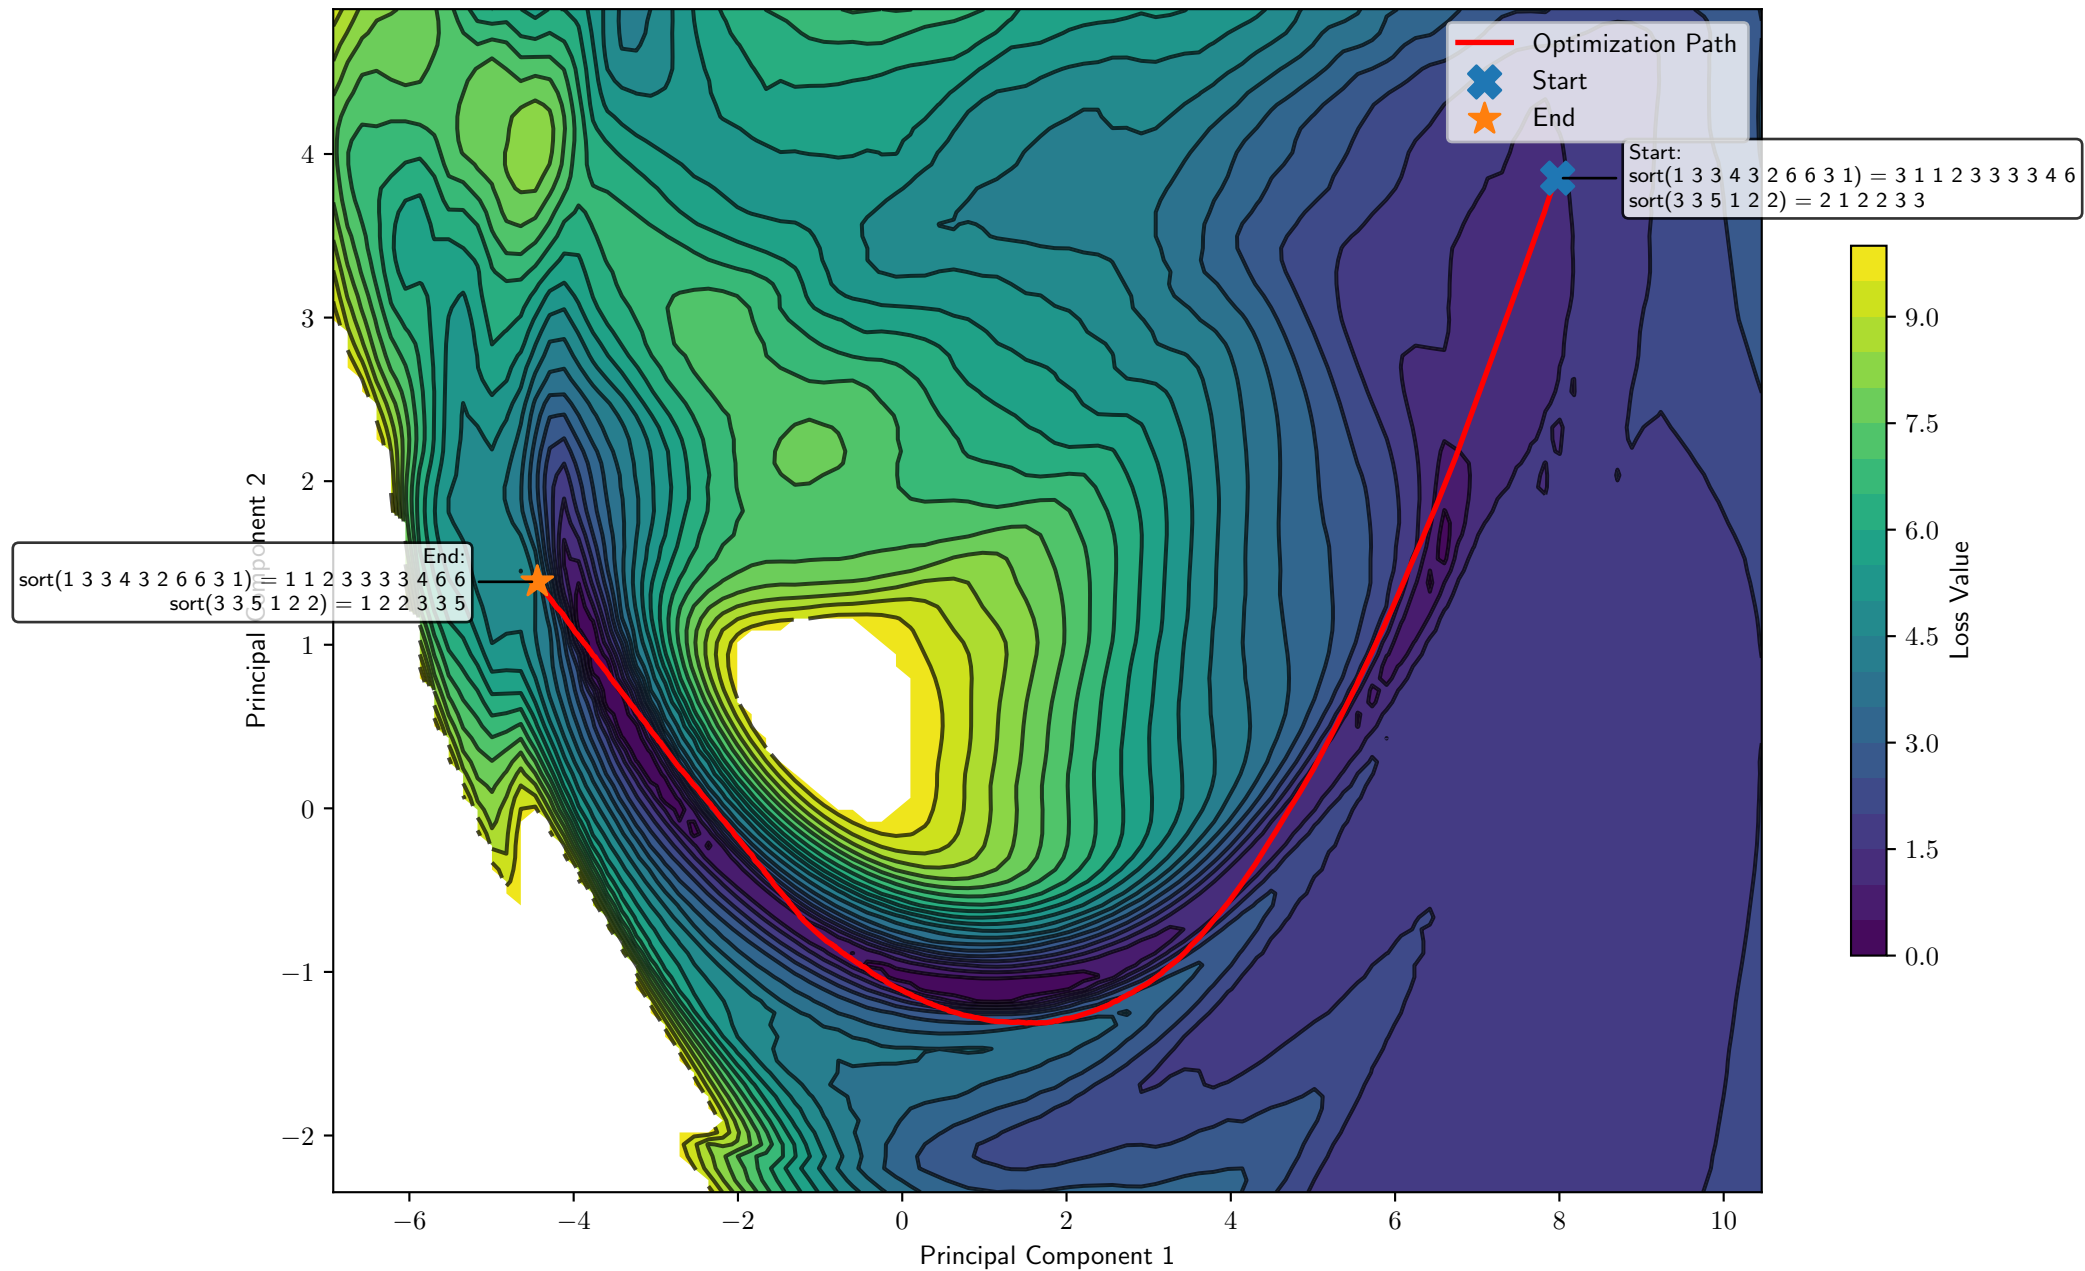 Optimization Path
Start
End
Start:
sort(1 3 3 4 3 2 6 6 3 1) = 3 1 1 2 3 3 3 3 4 6
sort(3 3 5 1 2 2) = 2 1 2 2 3 3
End:
sort(1 3 3 4 3 2 6 6 3 1) = 1 1 2 3 3 3 3 4 6 6
sort(3 3 5 1 2 2) = 1 2 2 3 3 5
Principal Component 2
4
3
2
1
0
−1
−2
−6
−4
−2
0
2
4
6
8
10
Principal Component 1
9.0
7.5
6.0
4.5
3.0
1.5
0.0
Loss Value